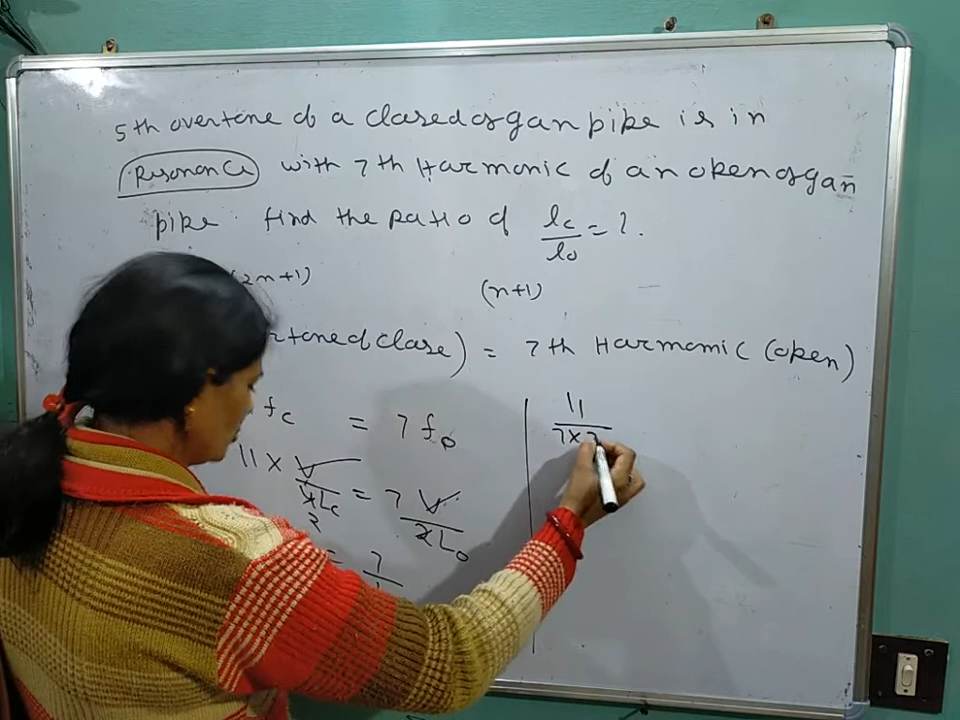 5th overtone of a closed organ pipe is in
Resonance with 7th Harmonic of an open organ
pipe find the Ratio of lc/lo = ?
(2n+1)
(n+1)
rtone of close) = 7th Harmonic (open)
fc = 7 fo
11 × V/4Lc = 7 V/2Lo
2
= 7/
11/7×2